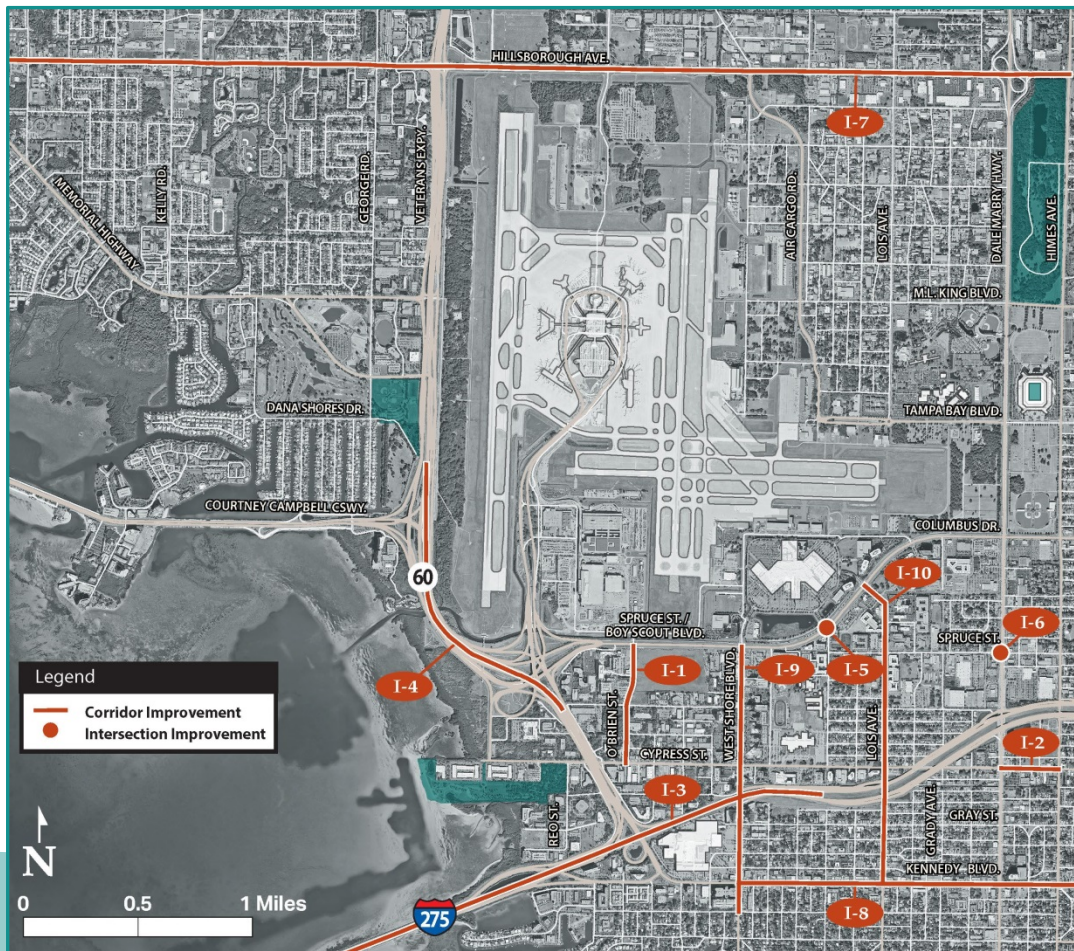 HILLSBOROUGH AVE.
I-7
KELLY RD.
GEORGE RD.
VETERANS EXPY.
MEMORIAL HIGHWAY
AIR CARGO RD.
LOIS AVE.
DALE MABRY HWY.
HIMES AVE.
M.L. KING BLVD.
DANA SHORES DR.
TAMPA BAY BLVD.
COURTNEY CAMPBELL CSWY.
COLUMBUS DR.
60
I-10
SPRUCE ST. /
BOY SCOUT BLVD.
I-6
SPRUCE ST.
I-4
I-1
I-9
I-5
O'BRIEN ST.
WEST SHORE BLVD.
LOIS AVE.
CYPRESS ST.
I-2
I-3
REO ST.
GRADY AVE.
GRAY ST.
KENNEDY BLVD.
I-8
275
Legend
Corridor Improvement
Intersection Improvement
N
0 0.5 1 Miles